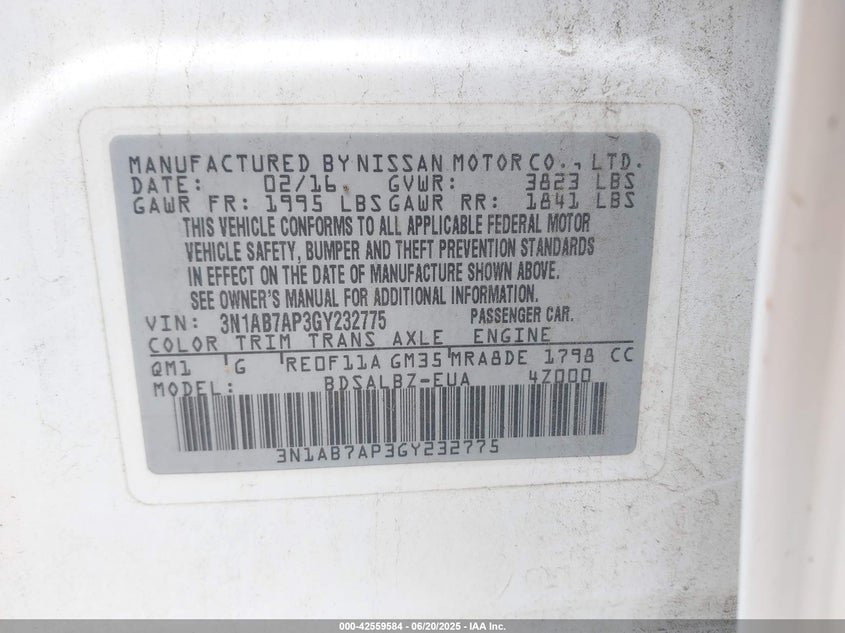 MANUFACTURED BY NISSAN MOTOR CO., LTD.
DATE: 02/16 GVWR: 3823 LBS
GAWR FR: 1995 LBS GAWR RR: 1841 LBS
THIS VEHICLE CONFORMS TO ALL APPLICABLE FEDERAL MOTOR
VEHICLE SAFETY, BUMPER AND THEFT PREVENTION STANDARDS
IN EFFECT ON THE DATE OF MANUFACTURE SHOWN ABOVE.
SEE OWNER'S MANUAL FOR ADDITIONAL INFORMATION.
VIN: 3N1AB7AP3GY232775 PASSENGER CAR.
COLOR TRIM TRANS AXLE ENGINE
QM1 G RE0F11A GM35 MRA8DE 1798 CC
MODEL: BDSALBZ-EUA 4Z000
3N1AB7AP3GY232775
000-42559584 | 06/20/2025 - IAA Inc.